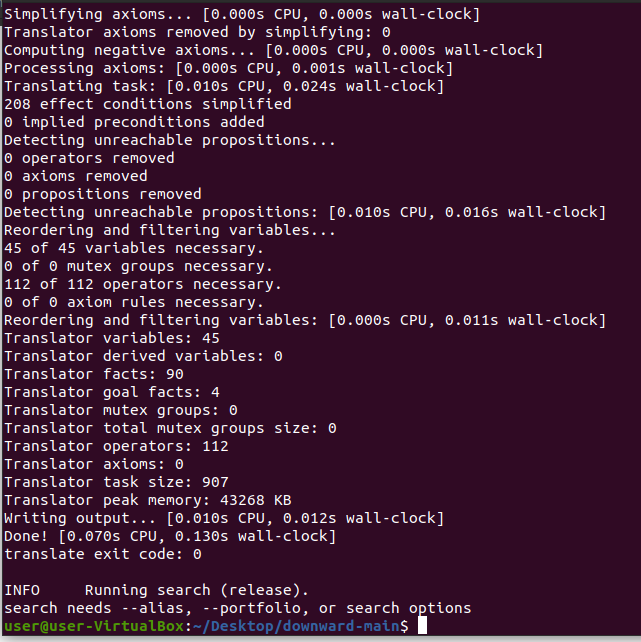 Simplifying axioms... [0.000s CPU, 0.000s wall-clock]
Translator axioms removed by simplifying: 0
Computing negative axioms... [0.000s CPU, 0.000s wall-clock]
Processing axioms: [0.000s CPU, 0.001s wall-clock]
Translating task: [0.010s CPU, 0.024s wall-clock]
208 effect conditions simplified
0 implied preconditions added
Detecting unreachable propositions...
0 operators removed
0 axioms removed
0 propositions removed
Detecting unreachable propositions: [0.010s CPU, 0.016s wall-clock]
Reordering and filtering variables...
45 of 45 variables necessary.
0 of 0 mutex groups necessary.
112 of 112 operators necessary.
0 of 0 axiom rules necessary.
Reordering and filtering variables: [0.000s CPU, 0.011s wall-clock]
Translator variables: 45
Translator derived variables: 0
Translator facts: 90
Translator goal facts: 4
Translator mutex groups: 0
Translator total mutex groups size: 0
Translator operators: 112
Translator axioms: 0
Translator task size: 907
Translator peak memory: 43268 KB
Writing output... [0.010s CPU, 0.012s wall-clock]
Done! [0.070s CPU, 0.130s wall-clock]
translate exit code: 0
INFO     Running search (release).
search needs --alias, --portfolio, or search options
user@user-VirtualBox:~/Desktop/downward-main$